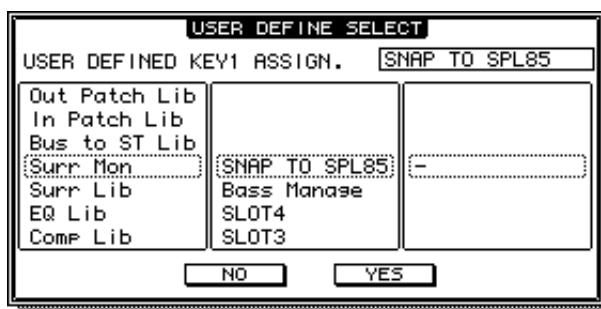 USER DEFINE SELECT
USER DEFINED KEY1 ASSIGN. SNAP TO SPL85
Out Patch Lib
In Patch Lib
Bus to ST Lib
Surr Mon SNAP TO SPL85 -
Surr Lib Bass Manage
EQ Lib SLOT4
Comp Lib SLOT3
NO YES